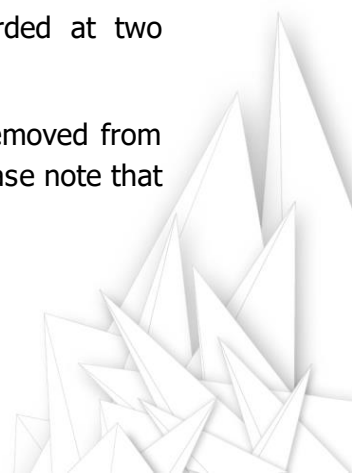 rded at two
emoved from
ase note that